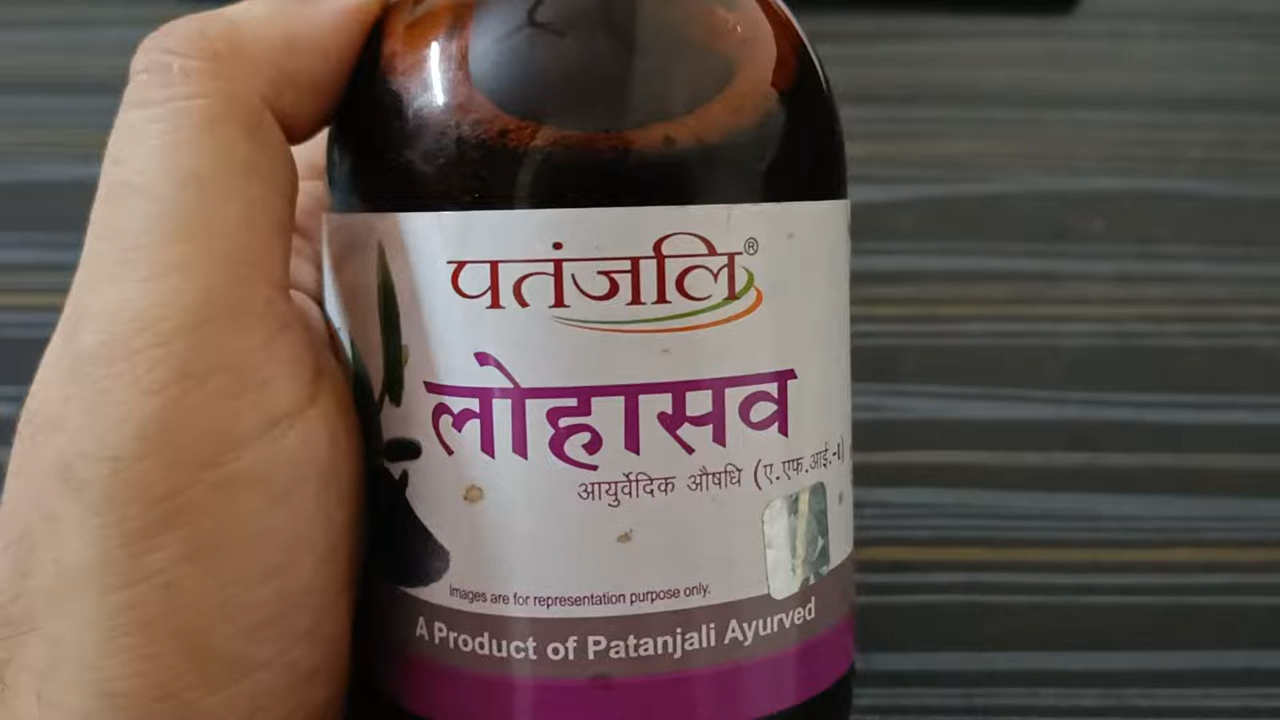 पतंजलि®
लोहासव
आयुर्वेदिक औषधि (ए.एफ.आई.-I)
Images are for representation purpose only.
A Product of Patanjali Ayurved